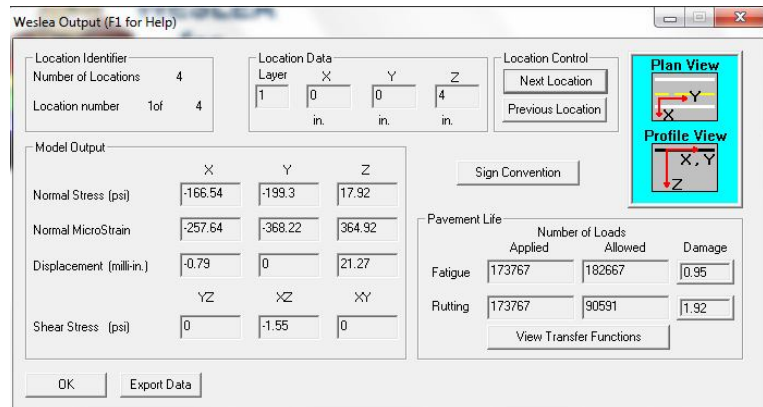 Weslea Output (F1 for Help)
Location Identifier
Number of Locations 4
Location number 1of 4
Location Data
Layer X Y Z
1 0 0 4
in. in. in.
Location Control
Next Location
Previous Location
Plan View
Y
X
Profile View
X, Y
Z
Model Output
X Y Z
Normal Stress (psi) -166.54 -199.3 17.92
Normal MicroStrain -257.64 -368.22 364.92
Displacement (milli-in.) -0.79 0 21.27
YZ XZ XY
Shear Stress (psi) 0 -1.55 0
Sign Convention
Pavement Life
Number of Loads
Applied Allowed Damage
Fatigue 173767 182667 0.95
Rutting 173767 90591 1.92
View Transfer Functions
OK Export Data